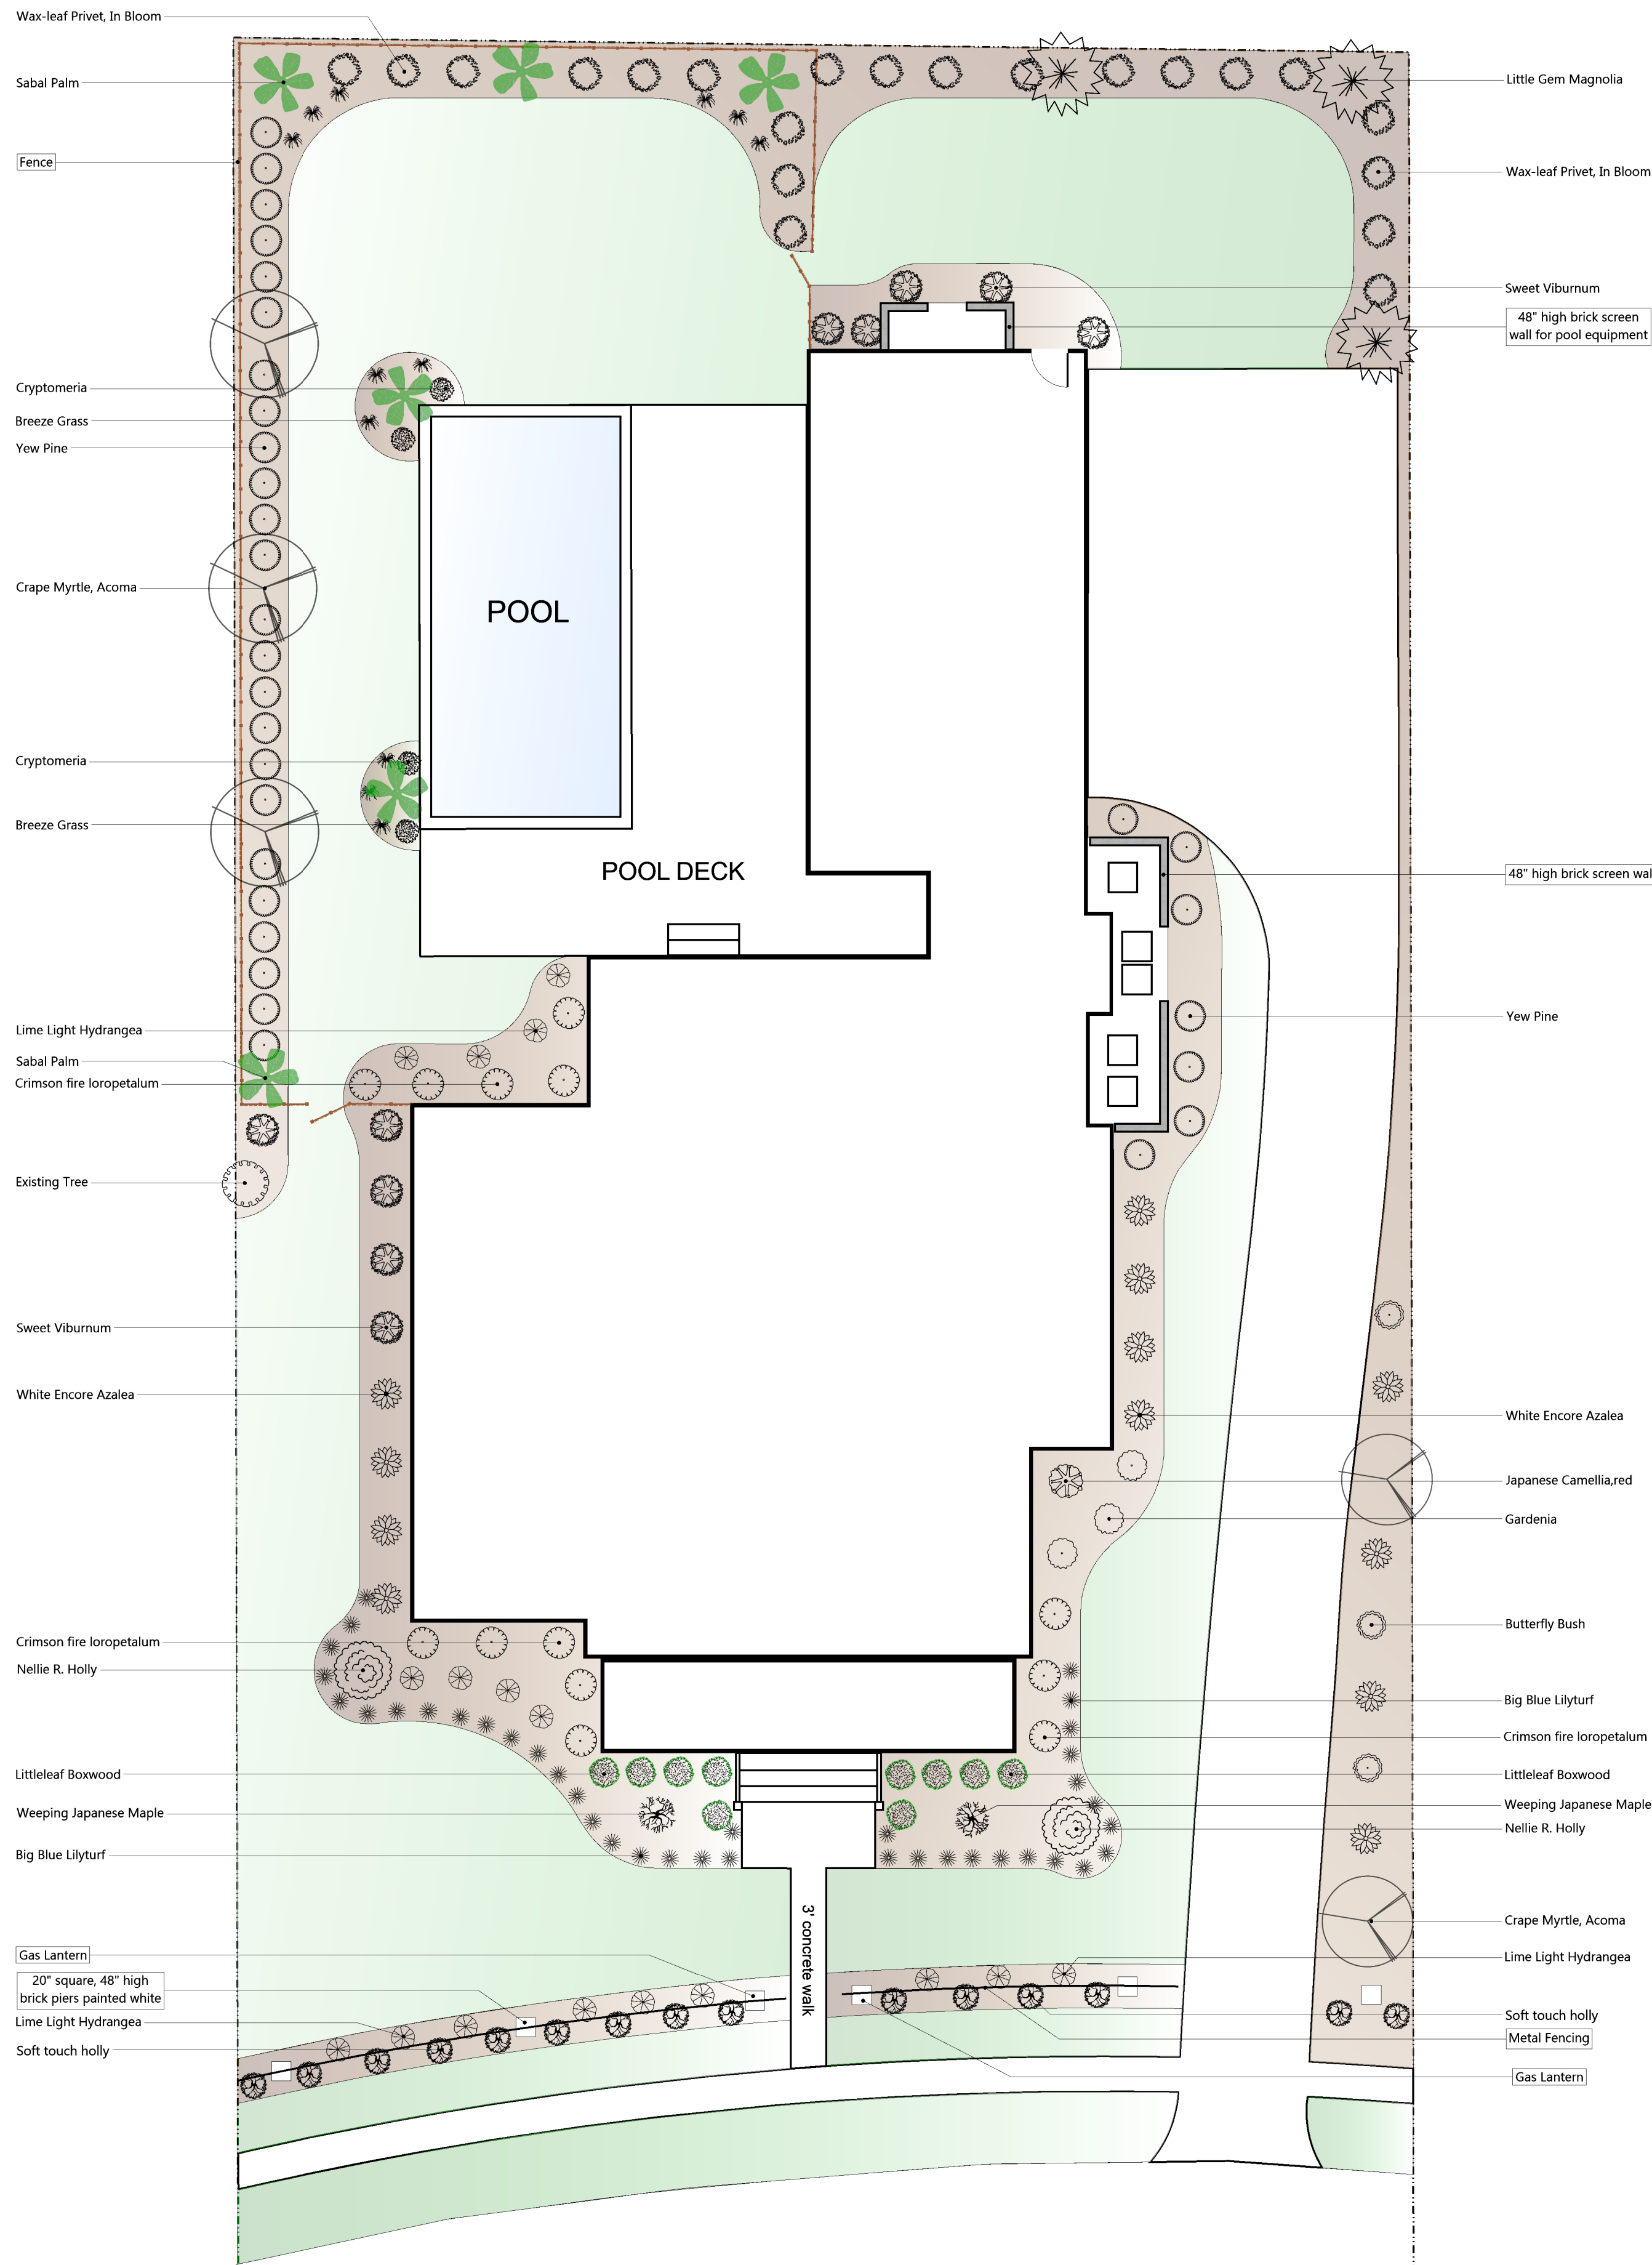 Wax-leaf Privet, In Bloom
Sabal Palm
Fence
Cryptomeria
Breeze Grass
Yew Pine
Crape Myrtle, Acoma
Cryptomeria
Breeze Grass
Lime Light Hydrangea
Sabal Palm
Crimson fire loropetalum
Existing Tree
Sweet Viburnum
White Encore Azalea
Crimson fire loropetalum
Nellie R. Holly
Littleleaf Boxwood
Weeping Japanese Maple
Big Blue Lilyturf
Gas Lantern
20" square, 48" high
brick piers painted white
Lime Light Hydrangea
Soft touch holly
POOL
POOL DECK
3' concrete walk
Little Gem Magnolia
Wax-leaf Privet, In Bloom
Sweet Viburnum
48" high brick screen
wall for pool equipment
48" high brick screen wal
Yew Pine
White Encore Azalea
Japanese Camellia,red
Gardenia
Butterfly Bush
Big Blue Lilyturf
Crimson fire loropetalum
Littleleaf Boxwood
Weeping Japanese Maple
Nellie R. Holly
Crape Myrtle, Acoma
Lime Light Hydrangea
Soft touch holly
Metal Fencing
Gas Lantern